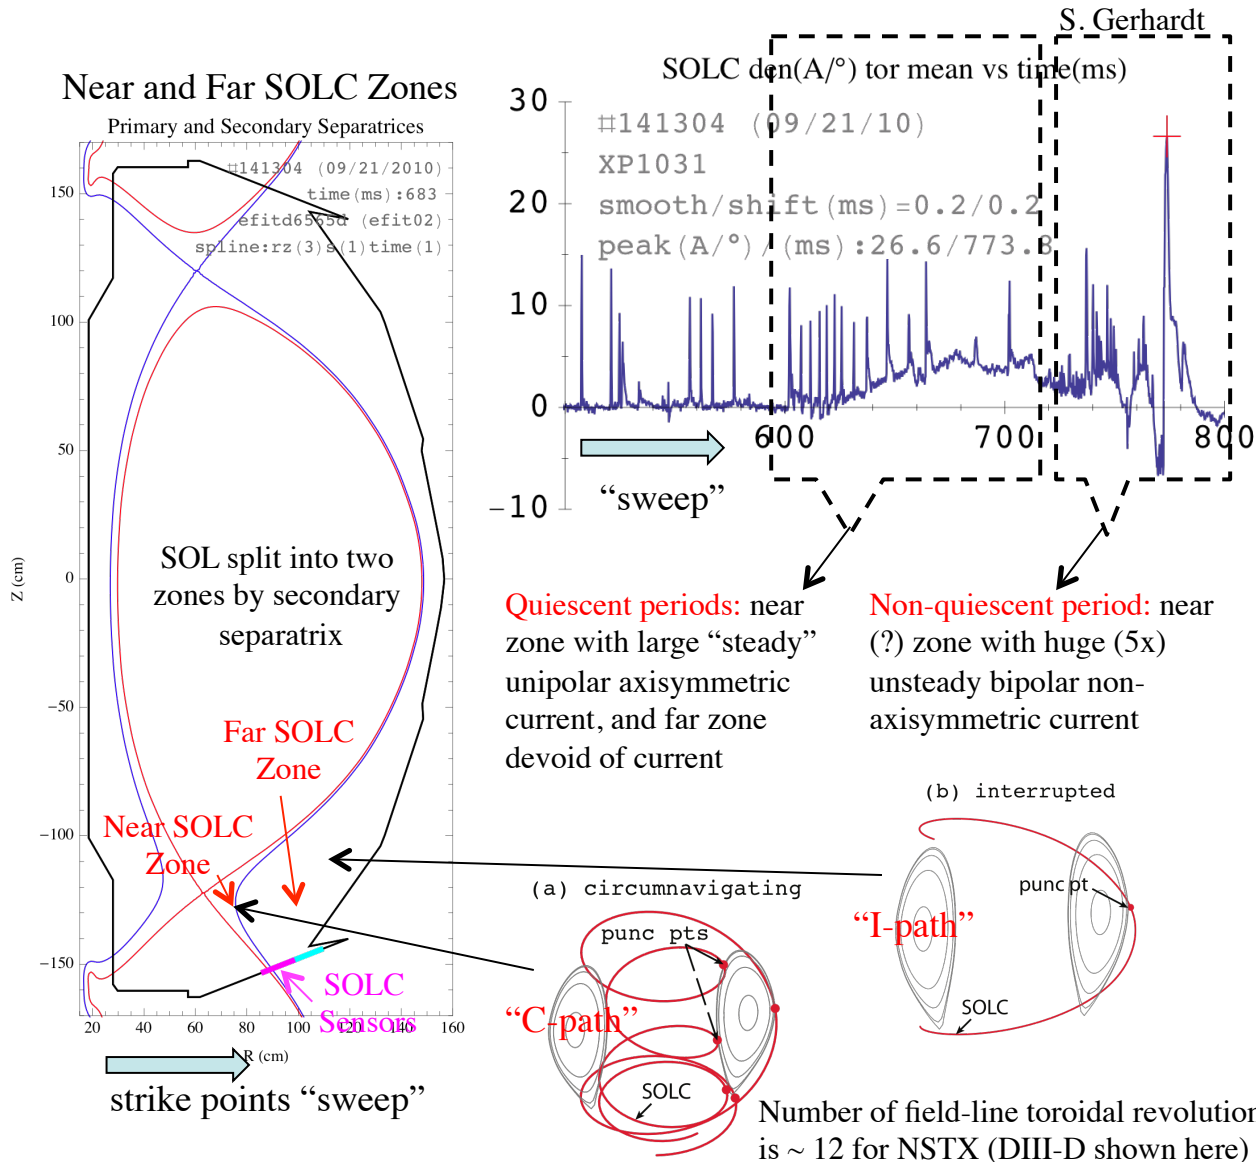 S. Gerhardt
Near and Far SOLC Zones
Primary and Secondary Separatrices
#141304 (09/21/2010)
time(ms):683
efitd6565d (efit02)
spline:rz(3)s(1)time(1)
150
100
50
0
−50
−100
−150
Z (cm)
SOL split into two
zones by secondary
separatrix
Far SOLC
Zone
Near SOLC
Zone
SOLC
Sensors
20 40 60 80 100 120 140 160
R (cm)
strike points “sweep”
SOLC den(A/°) tor mean vs time(ms)
#141304 (09/21/10)
XP1031
smooth/shift(ms)=0.2/0.2
peak(A/°)/(ms):26.6/773.8
30
20
10
0
−10
600 700 800
“sweep”
Quiescent periods: near
zone with large “steady”
unipolar axisymmetric
current, and far zone
devoid of current
Non-quiescent period: near
(?) zone with huge (5x)
unsteady bipolar non-
axisymmetric current
(b) interrupted
punc pt
“I-path”
SOLC
(a) circumnavigating
punc pts
“C-path”
SOLC
Number of field-line toroidal revolution
is ~ 12 for NSTX (DIII-D shown here)